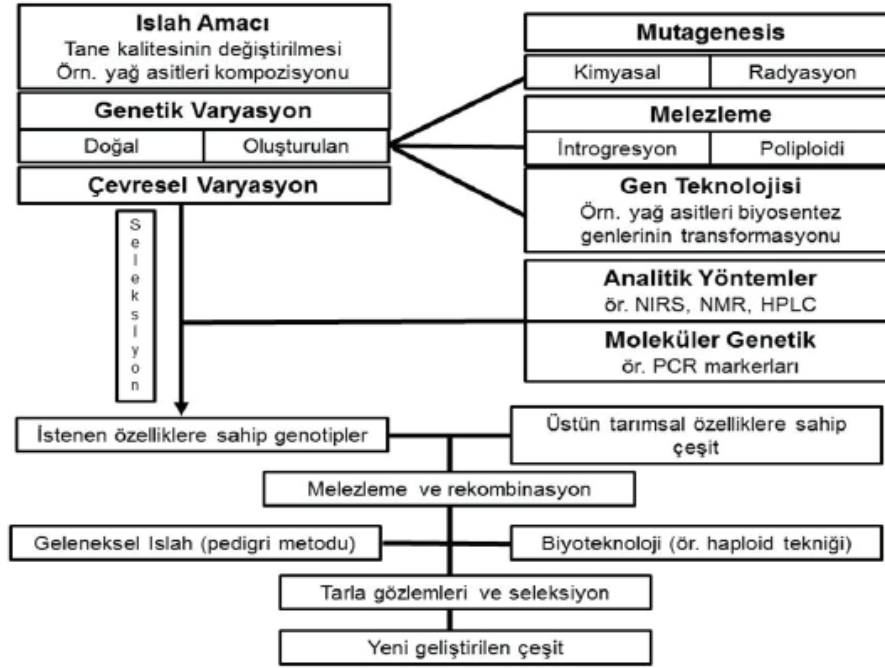 Islah Amacı
Tane kalitesinin değiştirilmesi
Örn. yağ asitleri kompozisyonu
Genetik Varyasyon
Doğal
Oluşturulan
Çevresel Varyasyon
Mutagenesis
Kimyasal
Radyasyon
Melezleme
İntrogresyon
Poliploidi
Gen Teknolojisi
Örn. yağ asitleri biyosentez
genlerinin transformasyonu
Seleksiyon
Analitik Yöntemler
ör. NIRS, NMR, HPLC
Moleküler Genetik
ör. PCR markerları
İstenen özelliklere sahip genotipler
Üstün tarımsal özelliklere sahip
çeşit
Melezleme ve rekombinasyon
Geleneksel Islah (pedigri metodu)
Biyoteknoloji (ör. haploid tekniği)
Tarla gözlemleri ve seleksiyon
Yeni geliştirilen çeşit